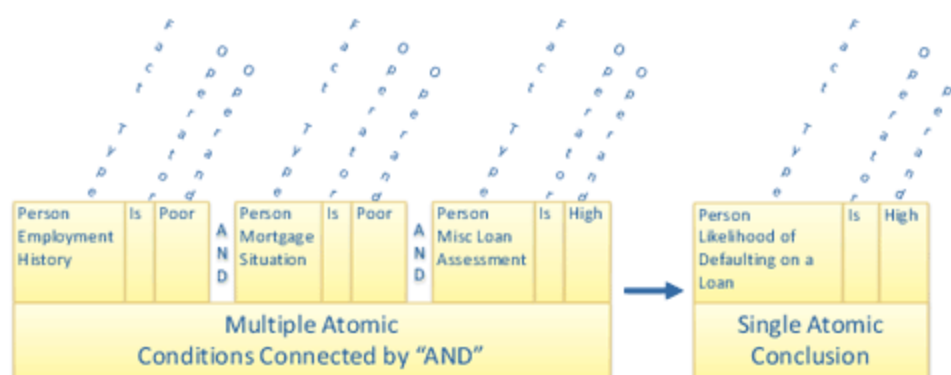 Fact Type
Operator
Operand
Fact Type
Operator
Operand
Fact Type
Operator
Operand
Fact Type
Operator
Operand
Person Employment History
Is
Poor
AND
Person Mortgage Situation
Is
Poor
AND
Person Misc Loan Assessment
Is
High
Person Likelihood of Defaulting on a Loan
Is
High
Multiple Atomic
Conditions Connected by “AND”
Single Atomic
Conclusion